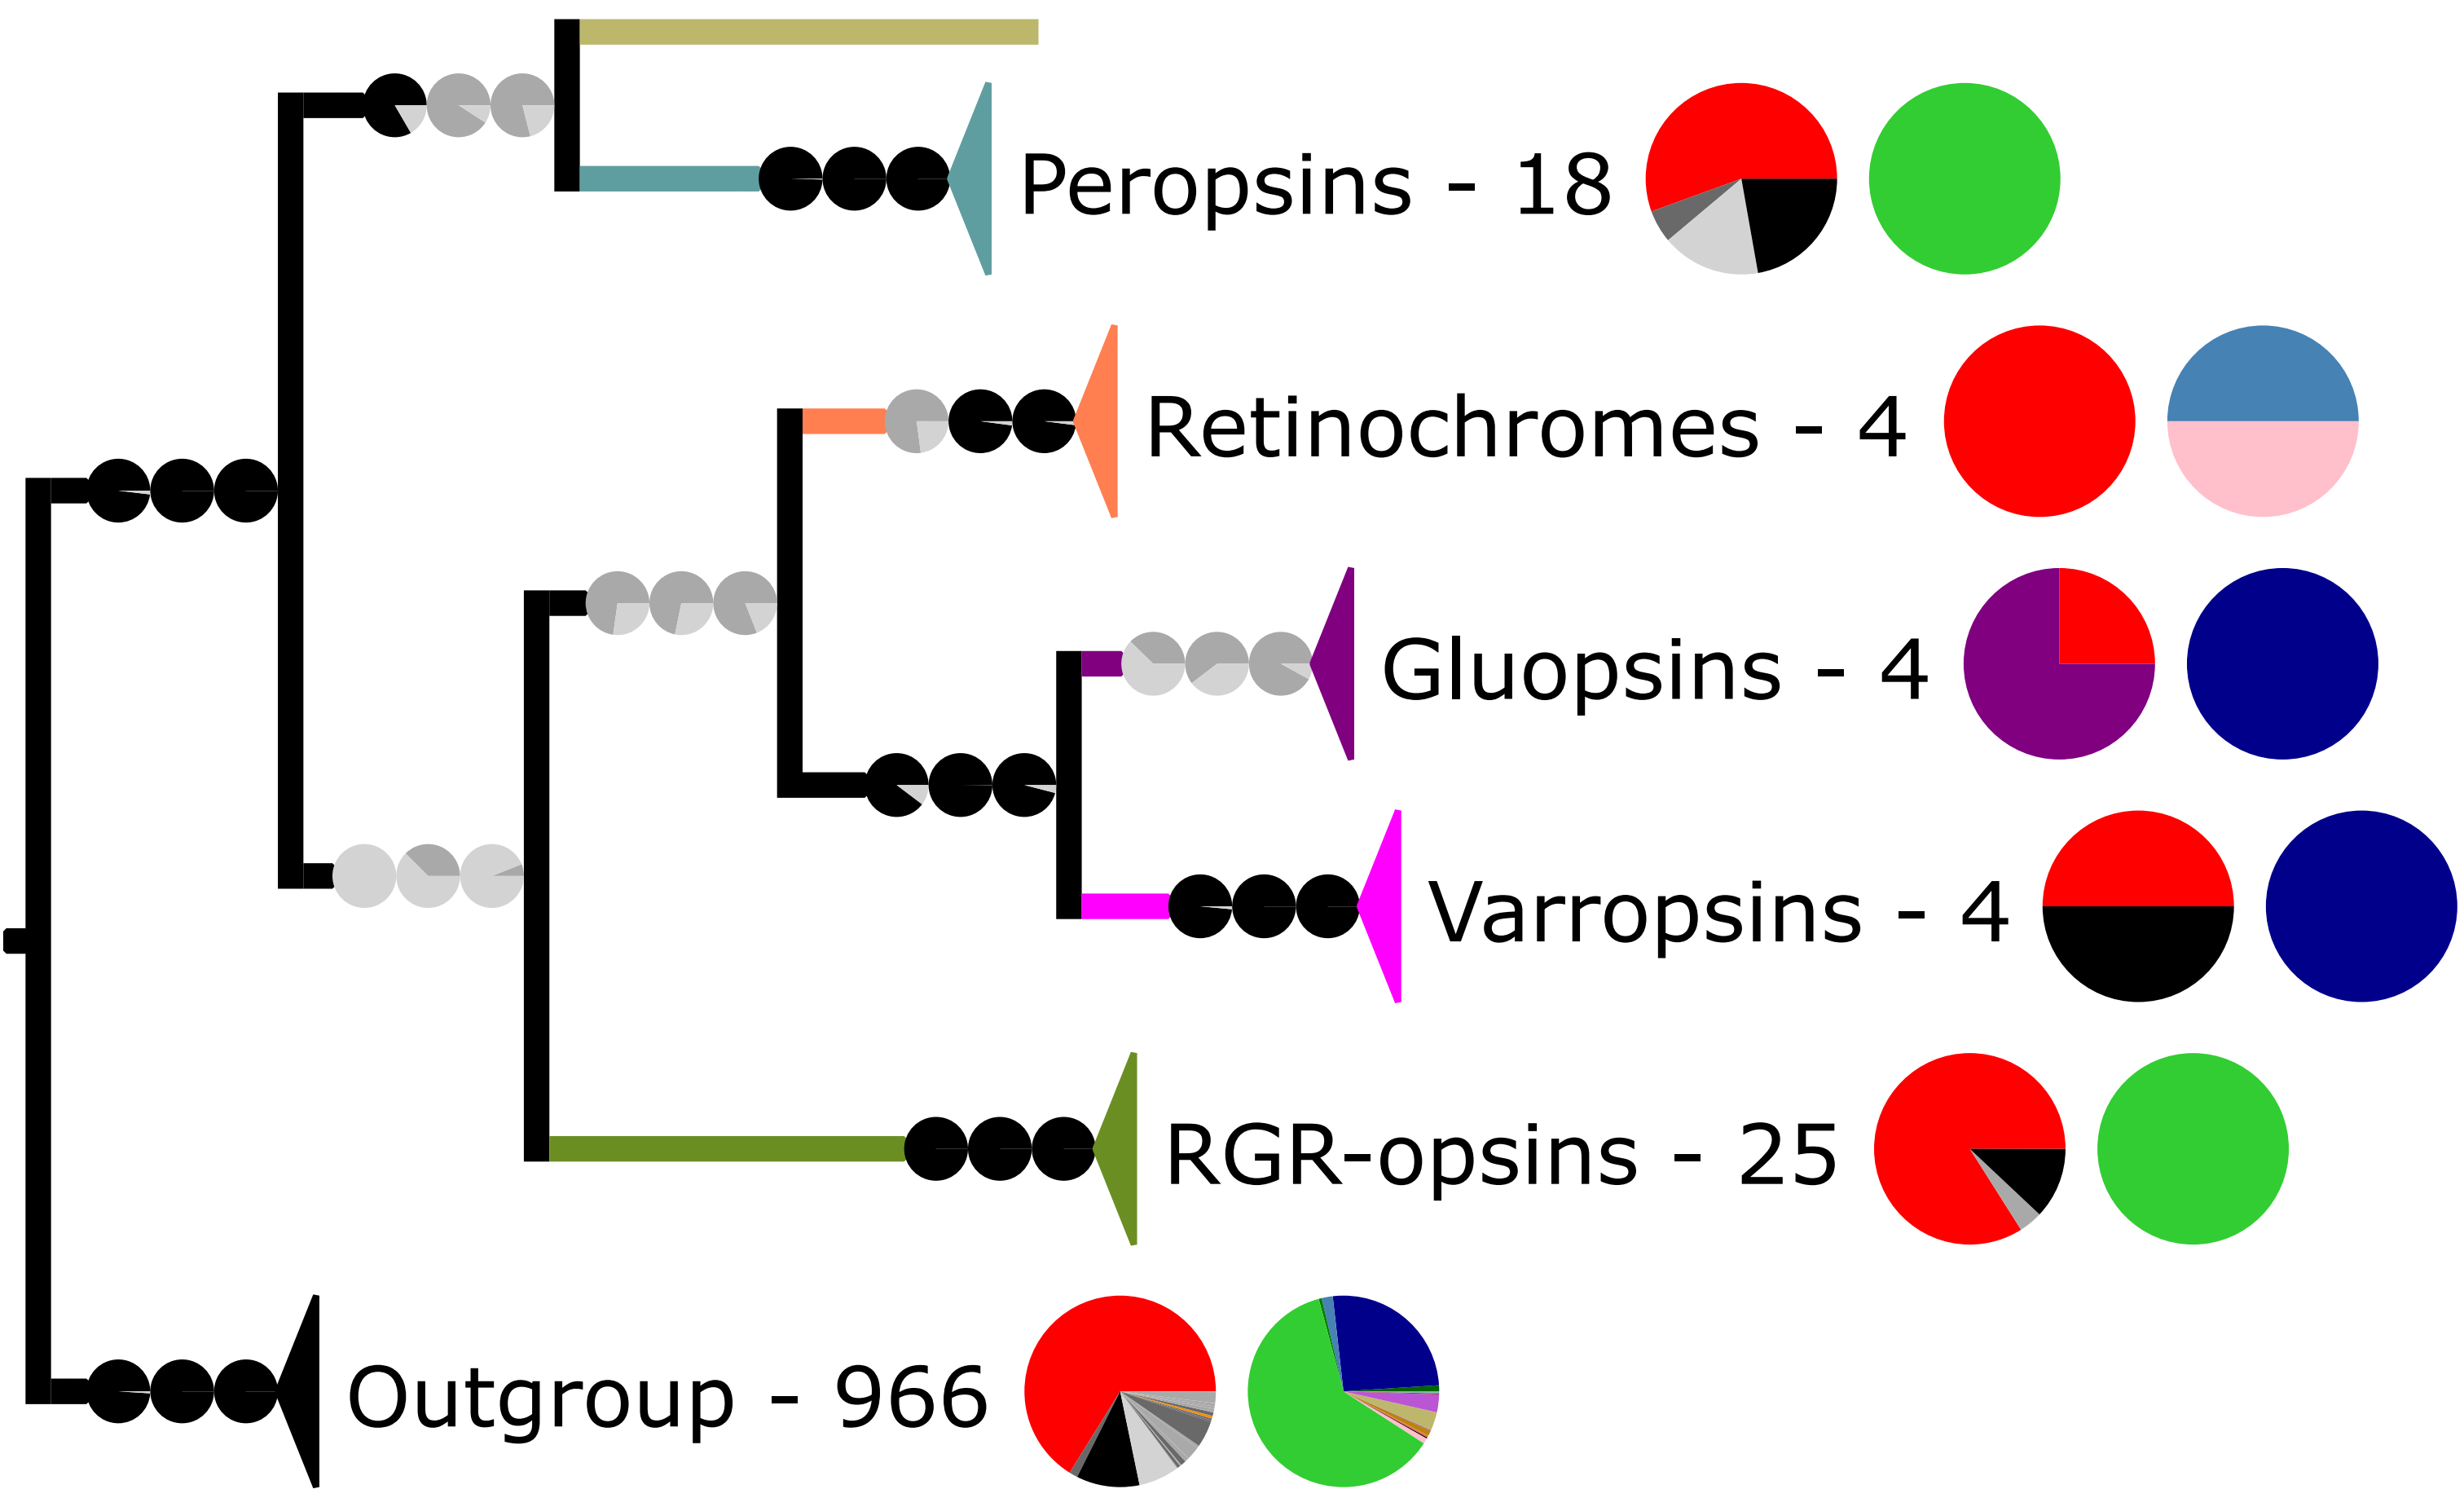 Peropsins - 18
Retinochromes - 4
Gluopsins - 4
Varropsins - 4
RGR-opsins - 25
Outgroup - 966